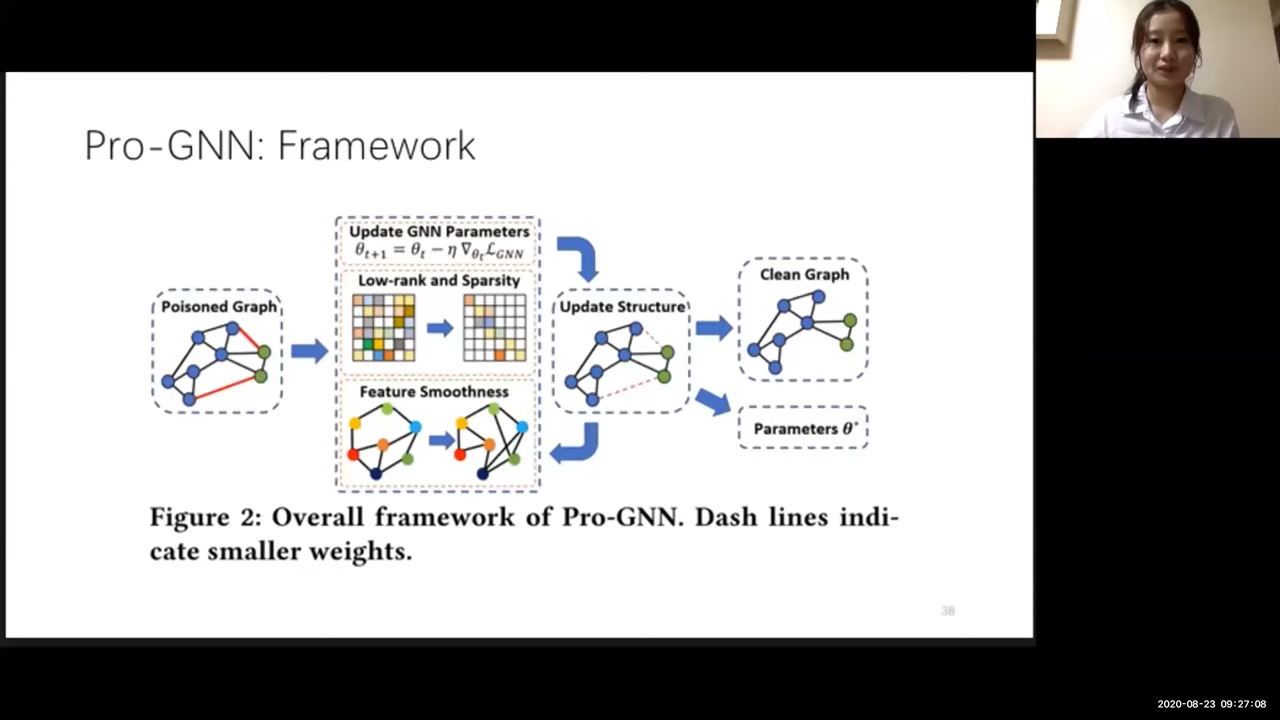 Pro-GNN: Framework
Update GNN Parameters
θₜ₊₁ = θₜ − η ∇θₜ ℒGNN
Low-rank and Sparsity
Feature Smoothness
Poisoned Graph
Update Structure
Clean Graph
Parameters θ*
Figure 2: Overall framework of Pro-GNN. Dash lines indi-
cate smaller weights.
38
2020-08-23 09:27:08